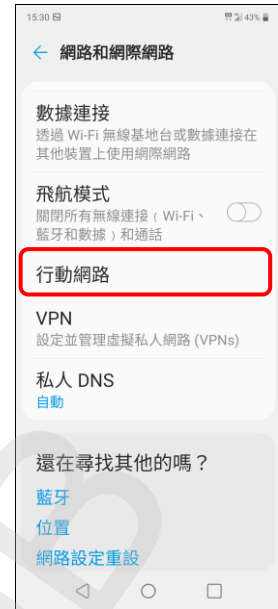 15:30 43%
網路和網際網路
數據連接
透過 Wi-Fi 無線基地台或數據連接在
其他裝置上使用網際網路
飛航模式
關閉所有無線連接（Wi-Fi、
藍牙和數據）和通話
行動網路
VPN
設定並管理虛擬私人網路 (VPNs)
私人 DNS
自動
還在尋找其他的嗎？
藍牙
位置
網路設定重設